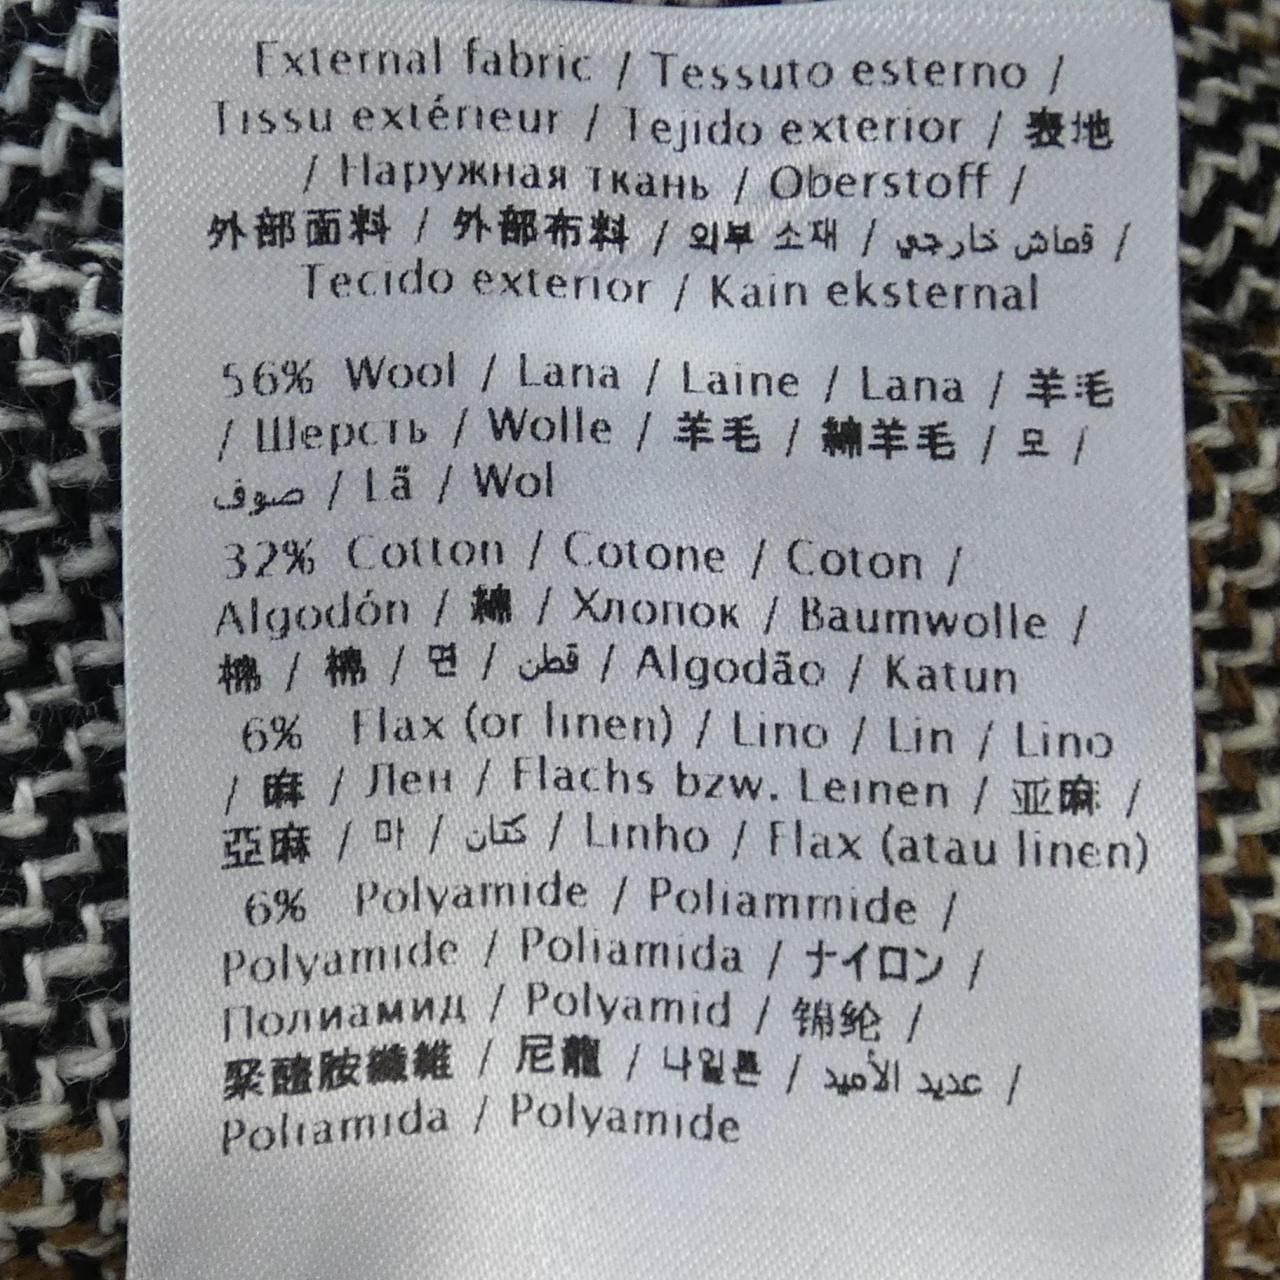 External fabric / Tessuto esterno /
Tissu extérieur / Tejido exterior / 表地
/ Наружная ткань / Oberstoff /
外部面料 / 外部布料 / 외부 소재 / قماش خارجي /
Tecido exterior / Kain eksternal
56% Wool / Lana / Laine / Lana / 羊毛
/ Шерсть / Wolle / 羊毛 / 綿羊毛 / 모 /
صوف / Lã / Wol
32% Cotton / Cotone / Coton /
Algodón / 綿 / Хлопок / Baumwolle /
棉 / 棉 / 면 / قطن / Algodão / Katun
6% Flax (or linen) / Lino / Lin / Lino
/ 麻 / Лен / Flachs bzw. Leinen / 亚麻 /
亞麻 / 마 / كتان / Linho / Flax (atau linen)
6% Polyamide / Poliammide /
Polyamide / Poliamida / ナイロン /
Полиамид / Polyamid / 锦纶 /
聚醯胺纖維 / 尼龍 / 나일론 / عديد الأميد /
Poliamida / Polyamide